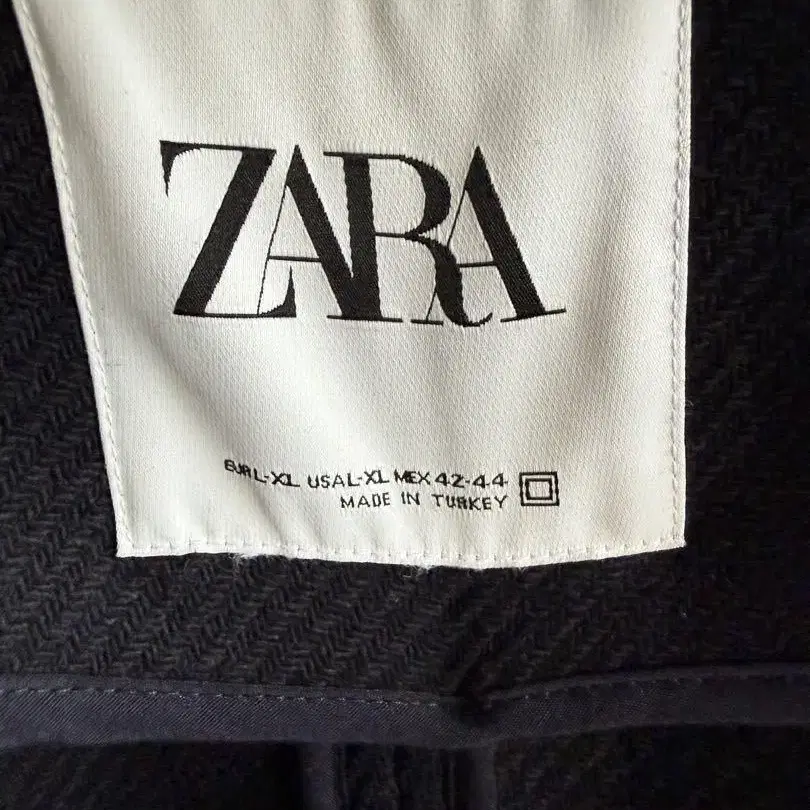 ZARA
EUR L-XL USA L-XL MEX 42-44
MADE IN TURKEY